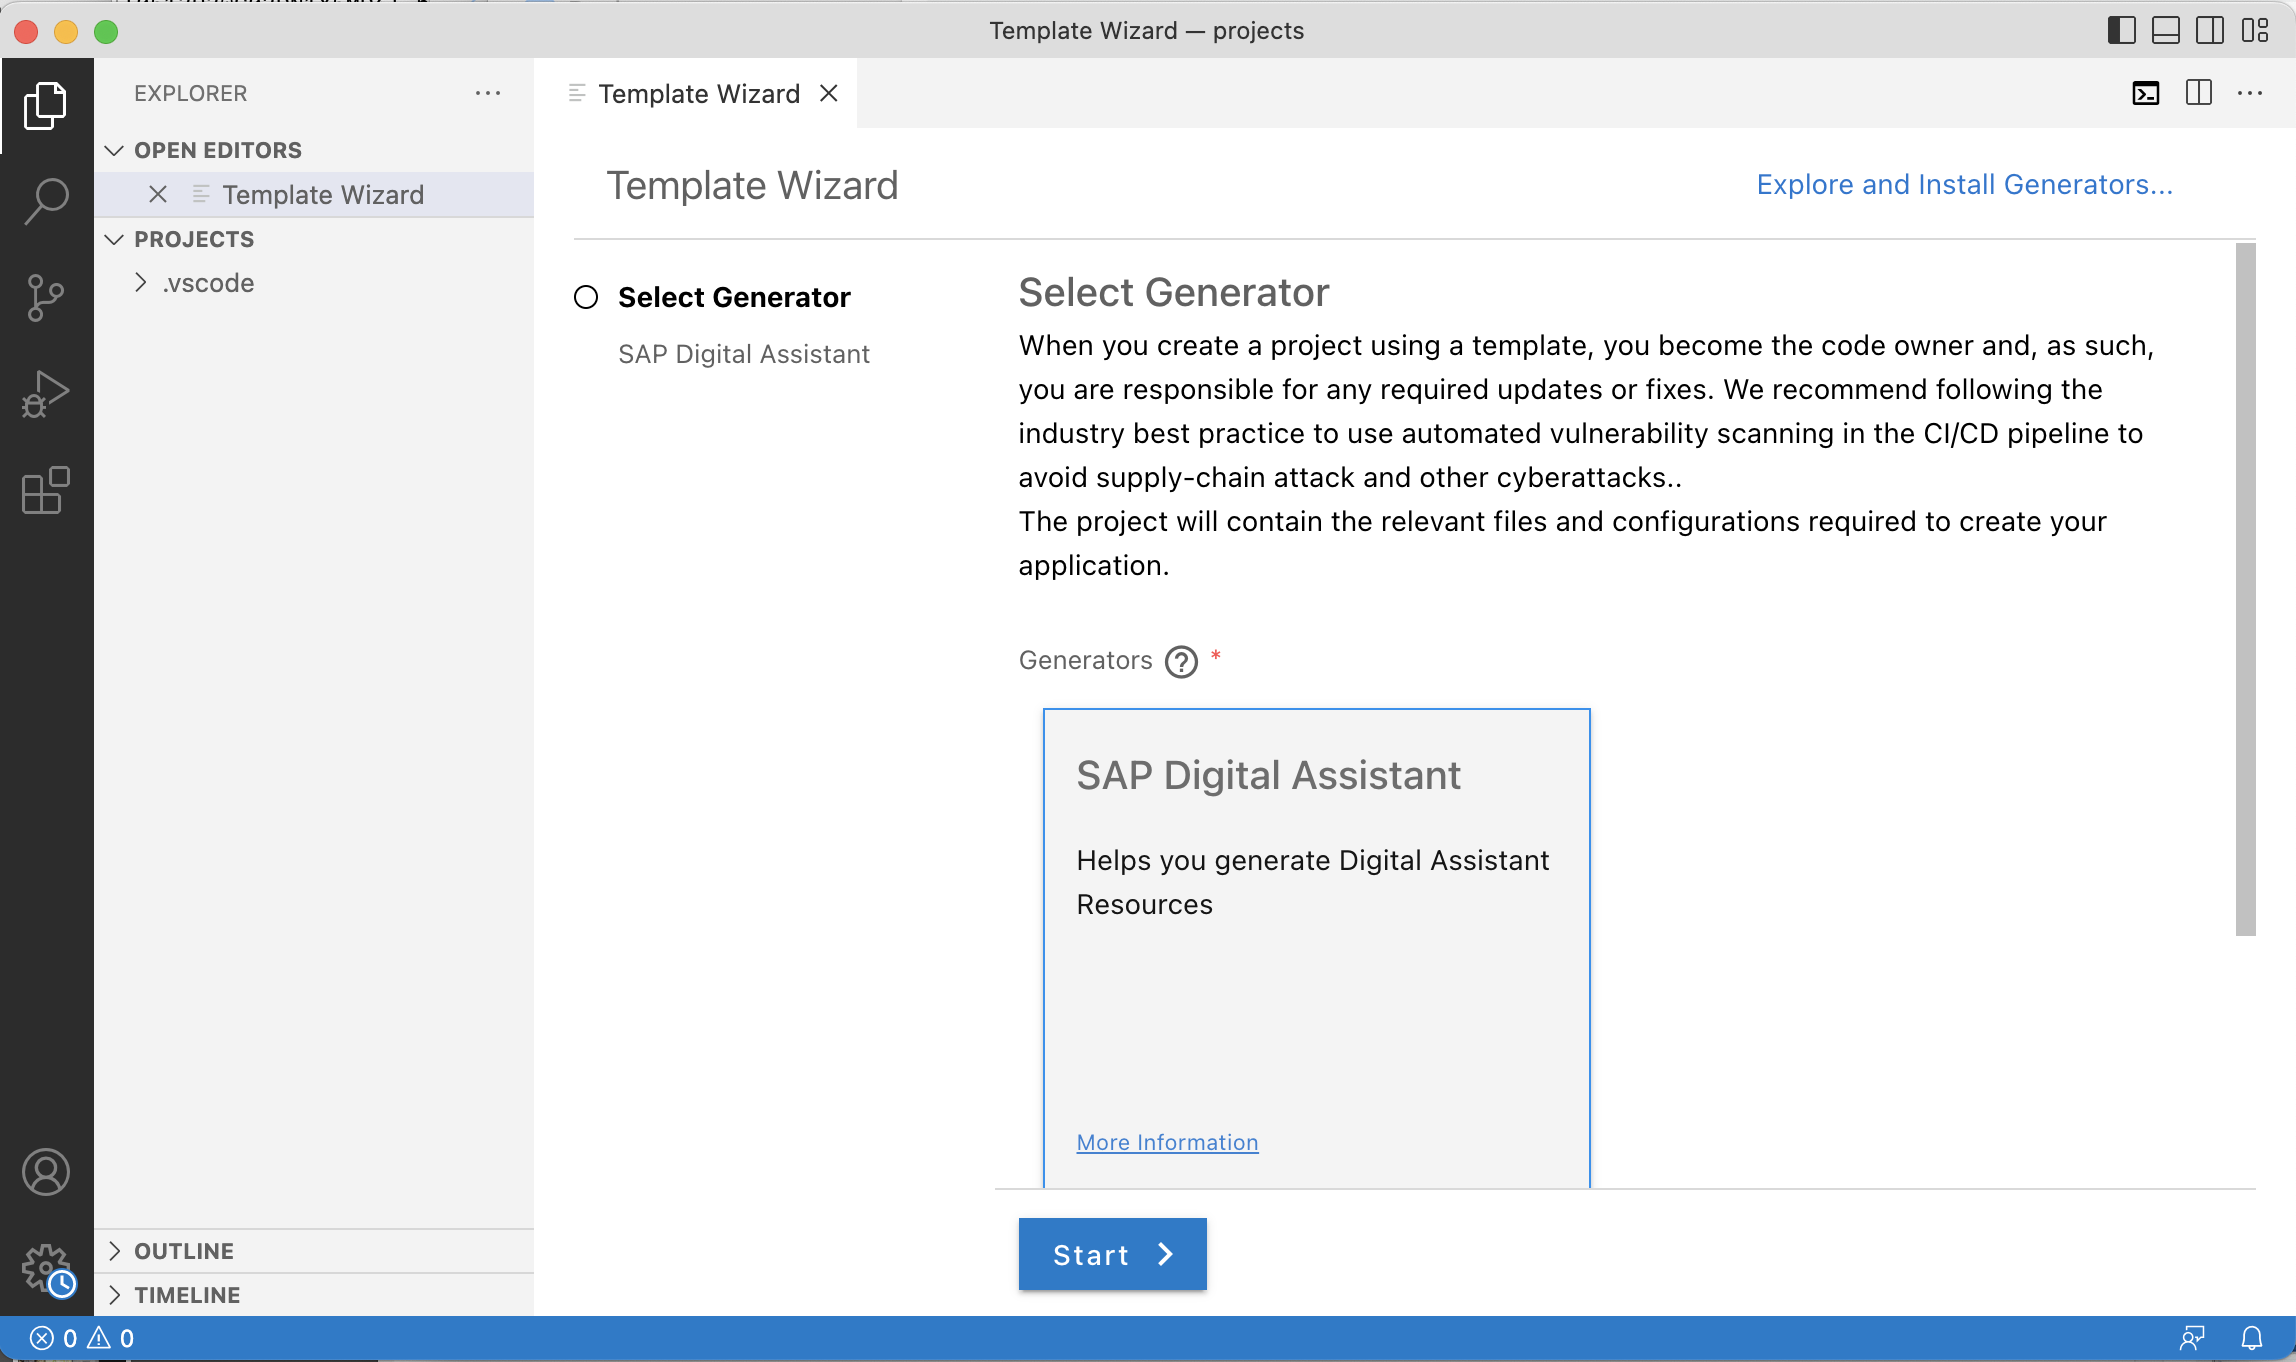 Template Wizard — projects
EXPLORER
OPEN EDITORS
Template Wizard
PROJECTS
.vscode
OUTLINE
TIMELINE
Template Wizard
Template Wizard
Explore and Install Generators...
Select Generator
SAP Digital Assistant
Select Generator
When you create a project using a template, you become the code owner and, as such,
you are responsible for any required updates or fixes. We recommend following the
industry best practice to use automated vulnerability scanning in the CI/CD pipeline to
avoid supply-chain attack and other cyberattacks..
The project will contain the relevant files and configurations required to create your
application.
Generators ? *
SAP Digital Assistant
Helps you generate Digital Assistant
Resources
More Information
Start
0 0